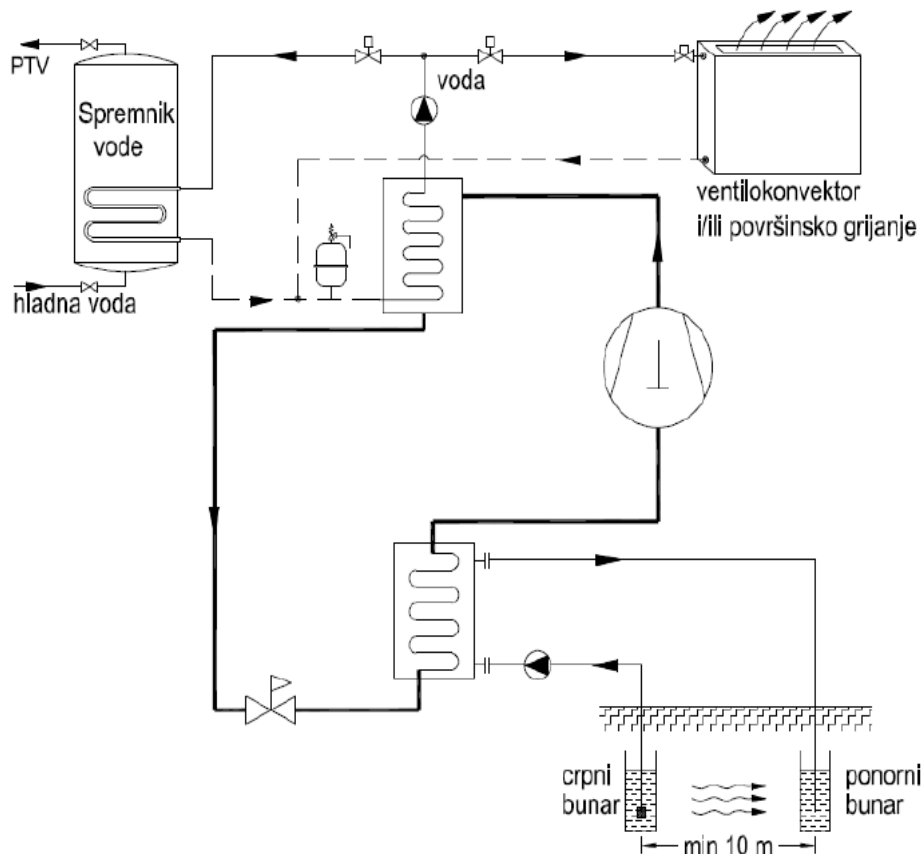 PTV
Spremnik
vode
hladna voda
voda
ventilokonvektor
i/ili površinsko grijanje
crpni
bunar
ponorni
bunar
min 10 m